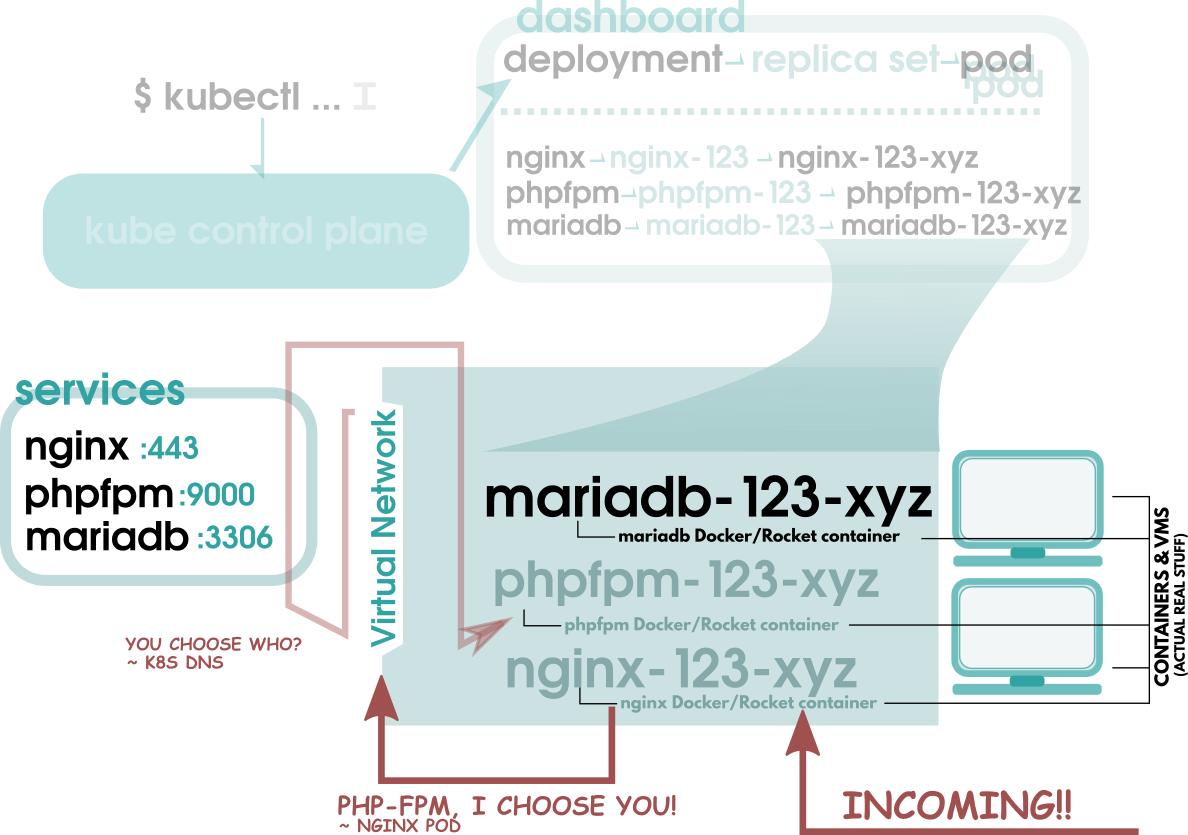 dashboard
deployment → replica set → pod
pod
$ kubectl ... I
nginx → nginx-123 → nginx-123-xyz
phpfpm → phpfpm-123 → phpfpm-123-xyz
mariadb → mariadb-123 → mariadb-123-xyz
kube control plane
services
nginx :443
phpfpm :9000
mariadb :3306
Virtual Network
mariadb-123-xyz
mariadb Docker/Rocket container
phpfpm-123-xyz
phpfpm Docker/Rocket container
nginx-123-xyz
nginx Docker/Rocket container
CONTAINERS & VMS
(ACTUAL REAL STUFF)
YOU CHOOSE WHO?
~ K8S DNS
PHP-FPM, I CHOOSE YOU!
~ NGINX POD
INCOMING!!